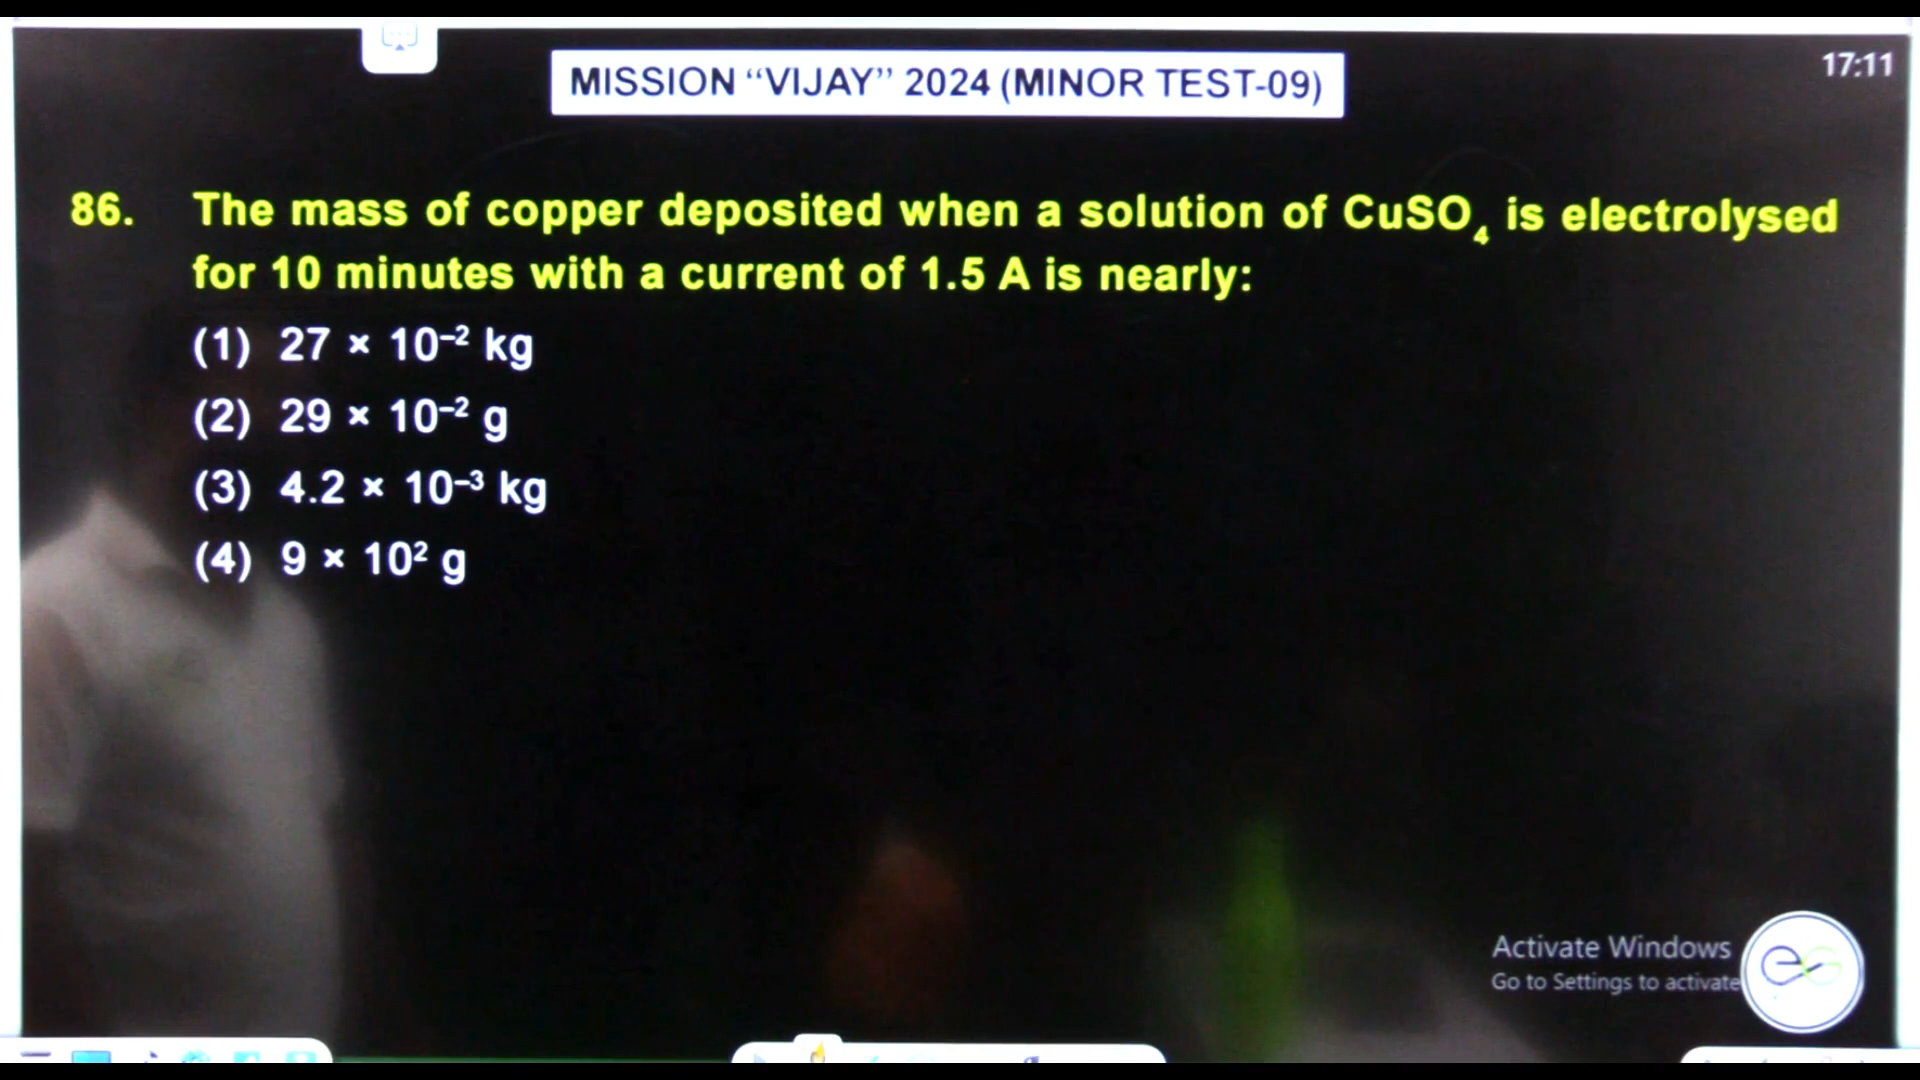 17:11
MISSION “VIJAY” 2024 (MINOR TEST-09)
86. The mass of copper deposited when a solution of CuSO₄ is electrolysed
for 10 minutes with a current of 1.5 A is nearly:
(1) 27 × 10⁻² kg
(2) 29 × 10⁻² g
(3) 4.2 × 10⁻³ kg
(4) 9 × 10² g
Activate Windows
Go to Settings to activate